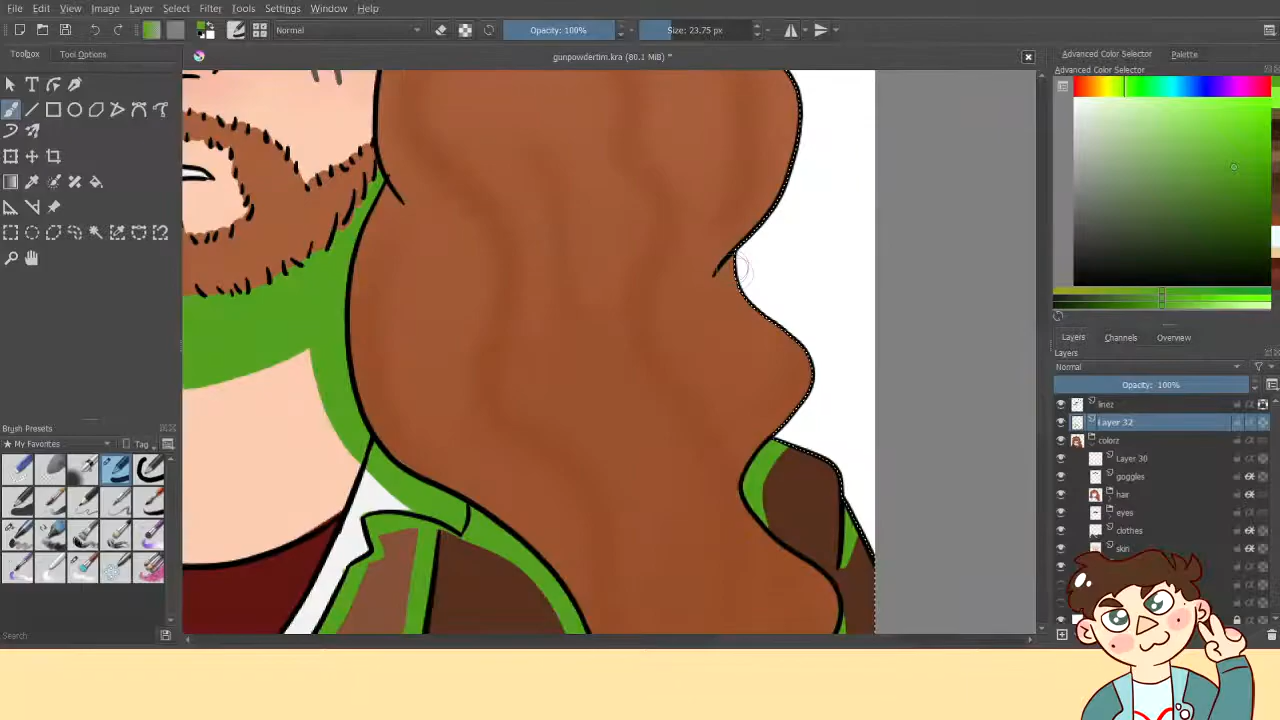 File Edit View Image Layer Select Filter Tools Settings Window Help
Normal Opacity: 100% Size: 23.75 px
Toolbox Tool Options
gunpowdertim.kra (80.1 MiB) *
Advanced Color Selector Palette
Advanced Color Selector
Layers Channels Overview
Layers
Normal
Opacity: 100%
linez
Layer 32
colorz
Layer 30
goggles
hair
eyes
clothes
skin
Brush Presets
My Favorites Tag
Search